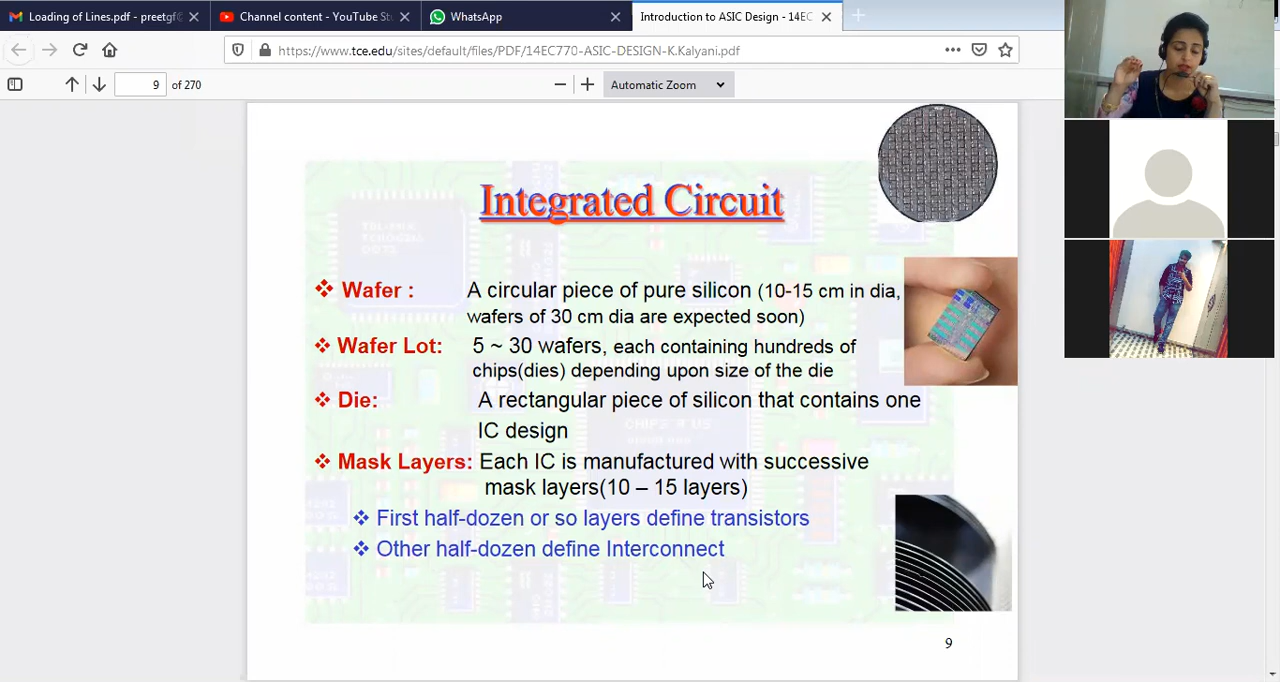 Loading of Lines.pdf - preetgf@
Channel content - YouTube St
WhatsApp
Introduction to ASIC Design - 14EC
https://www.tce.edu/sites/default/files/PDF/14EC770-ASIC-DESIGN-K.Kalyani.pdf
9 of 270
Automatic Zoom
Integrated Circuit
Wafer : A circular piece of pure silicon (10-15 cm in dia,
wafers of 30 cm dia are expected soon)
Wafer Lot: 5 ~ 30 wafers, each containing hundreds of
chips(dies) depending upon size of the die
Die: A rectangular piece of silicon that contains one
IC design
CHIPS 4 US
Mask Layers: Each IC is manufactured with successive
mask layers(10 – 15 layers)
First half-dozen or so layers define transistors
Other half-dozen define Interconnect
9